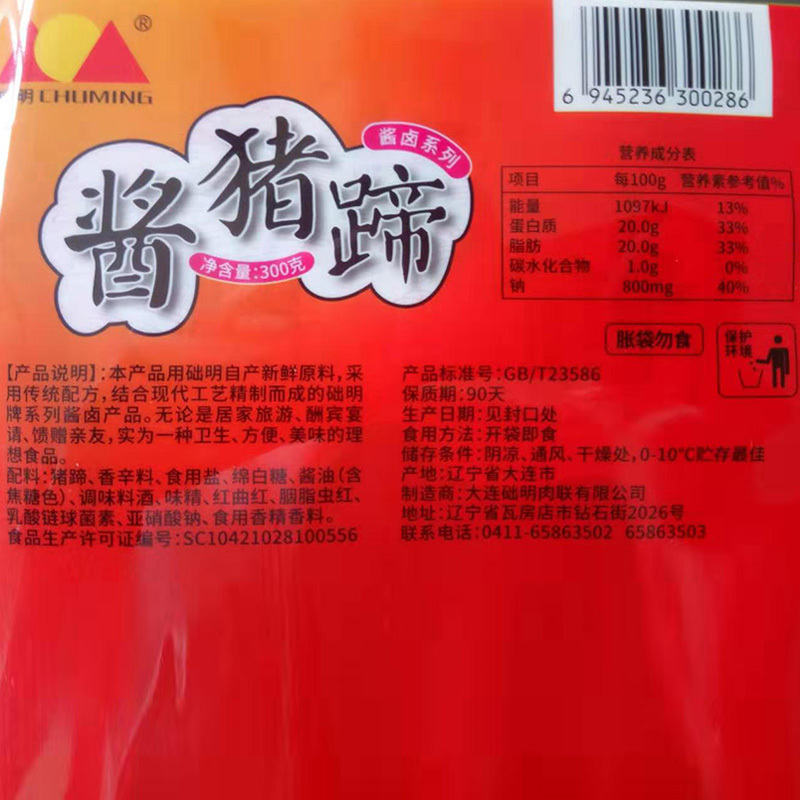 ®
明 CHUMING
酱猪蹄
酱卤系列
净含量:300克
6 945236 300286
营养成分表
项目 每100g 营养素参考值%
能量 1097kJ 13%
蛋白质 20.0g 33%
脂肪 20.0g 33%
碳水化合物 1.0g 0%
钠 800mg 40%
胀袋勿食
保护
环境
【产品说明】:本产品用础明自产新鲜原料,采
用传统配方,结合现代工艺精制而成的础明
牌系列酱卤产品。无论是居家旅游、酬宾宴
请、馈赠亲友,实为一种卫生、方便、美味的理
想食品。
配料:猪蹄、香辛料、食用盐、绵白糖、酱油(含
焦糖色)、调味料酒、味精、红曲红、胭脂虫红、
乳酸链球菌素、亚硝酸钠、食用香精香料。
食品生产许可证编号:SC10421028100556
产品标准号:GB/T23586
保质期:90天
生产日期:见封口处
食用方法:开袋即食
储存条件:阴凉、通风、干燥处,0-10℃贮存最佳
产地:辽宁省大连市
制造商:大连础明肉联有限公司
地址:辽宁省瓦房店市钻石街2026号
联系电话:0411-65863502 65863503